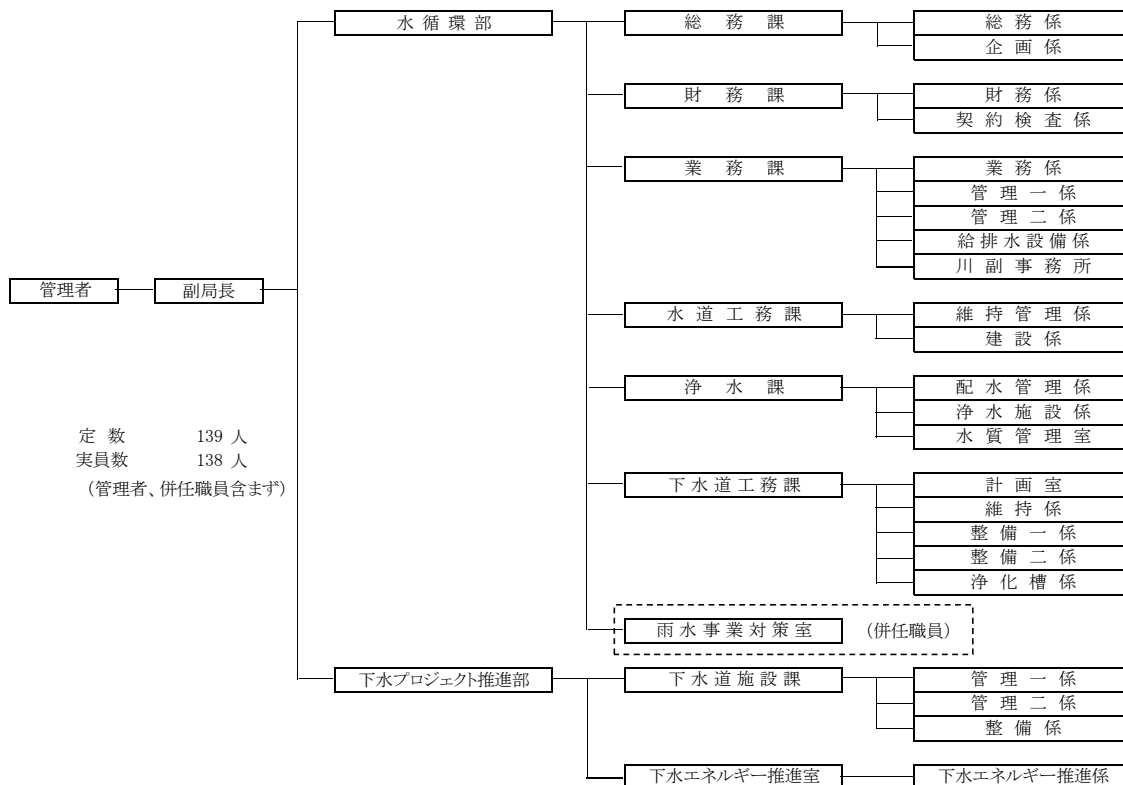 水循環部
総務課
総務係
企画係
財務課
財務係
契約検査係
業務課
業務係
管理一係
管理二係
給排水設備係
川副事務所
管理者
副局長
水道工務課
維持管理係
建設係
浄水課
配水管理係
浄水施設係
水質管理室
定数 139 人
実員数 138 人
（管理者、併任職員含まず）
下水道工務課
計画室
維持係
整備一係
整備二係
浄化槽係
雨水事業対策室 （併任職員）
下水プロジェクト推進部
下水道施設課
管理一係
管理二係
整備係
下水エネルギー推進室
下水エネルギー推進係